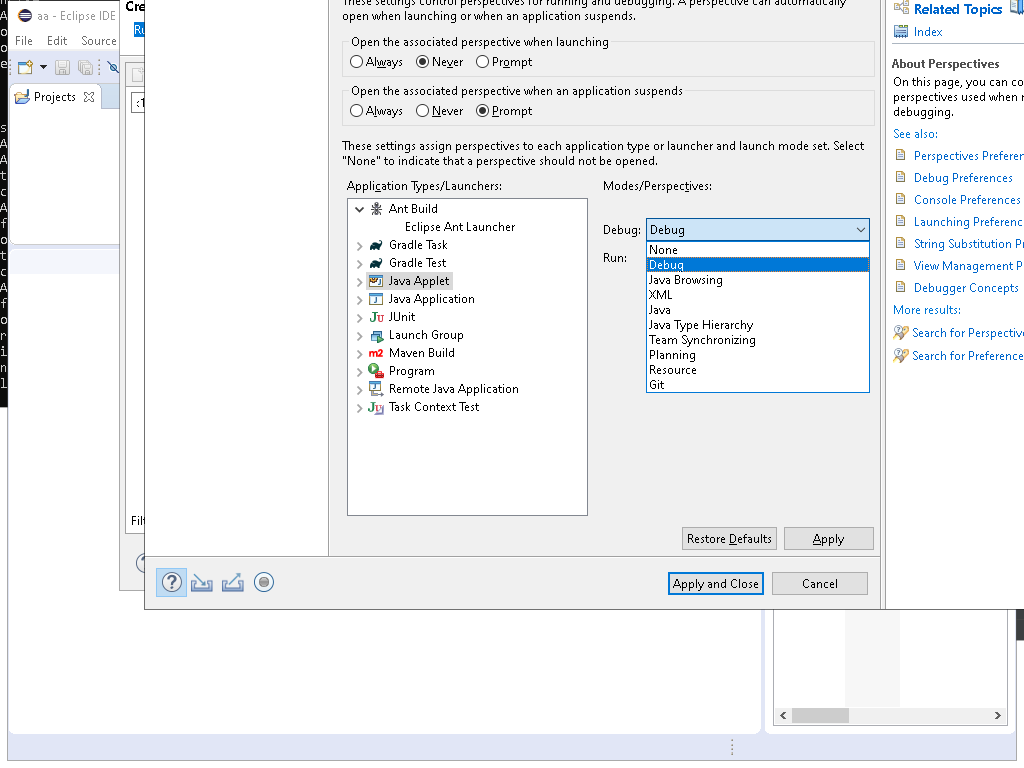 aa - Eclipse IDE
File Edit Source
Projects
Cre
These settings control perspectives for running and debugging. A perspective can automatically
open when launching or when an application suspends.
Open the associated perspective when launching
Always Never Prompt
Open the associated perspective when an application suspends
Always Never Prompt
These settings assign perspectives to each application type or launcher and launch mode set. Select
"None" to indicate that a perspective should not be opened.
Application Types/Launchers:
Ant Build
Eclipse Ant Launcher
Gradle Task
Gradle Test
Java Applet
Java Application
JUnit
Launch Group
Maven Build
Program
Remote Java Application
Task Context Test
Modes/Perspectives:
Debug: Debug
Run:
None
Debug
Java Browsing
XML
Java
Java Type Hierarchy
Team Synchronizing
Planning
Resource
Git
Restore Defaults Apply
Apply and Close Cancel
Filt
Related Topics
Index
About Perspectives
On this page, you can co
perspectives used when r
debugging.
See also:
Perspectives Preferen
Debug Preferences
Console Preferences
Launching Preferenc
String Substitution Pr
View Management P
Debugger Concepts
More results:
Search for Perspective
Search for Preference